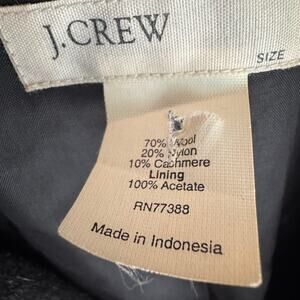 J.CREW
SIZE
70% Wool
20% Nylon
10% Cashmere
Lining
100% Acetate
RN77388
Made in Indonesia